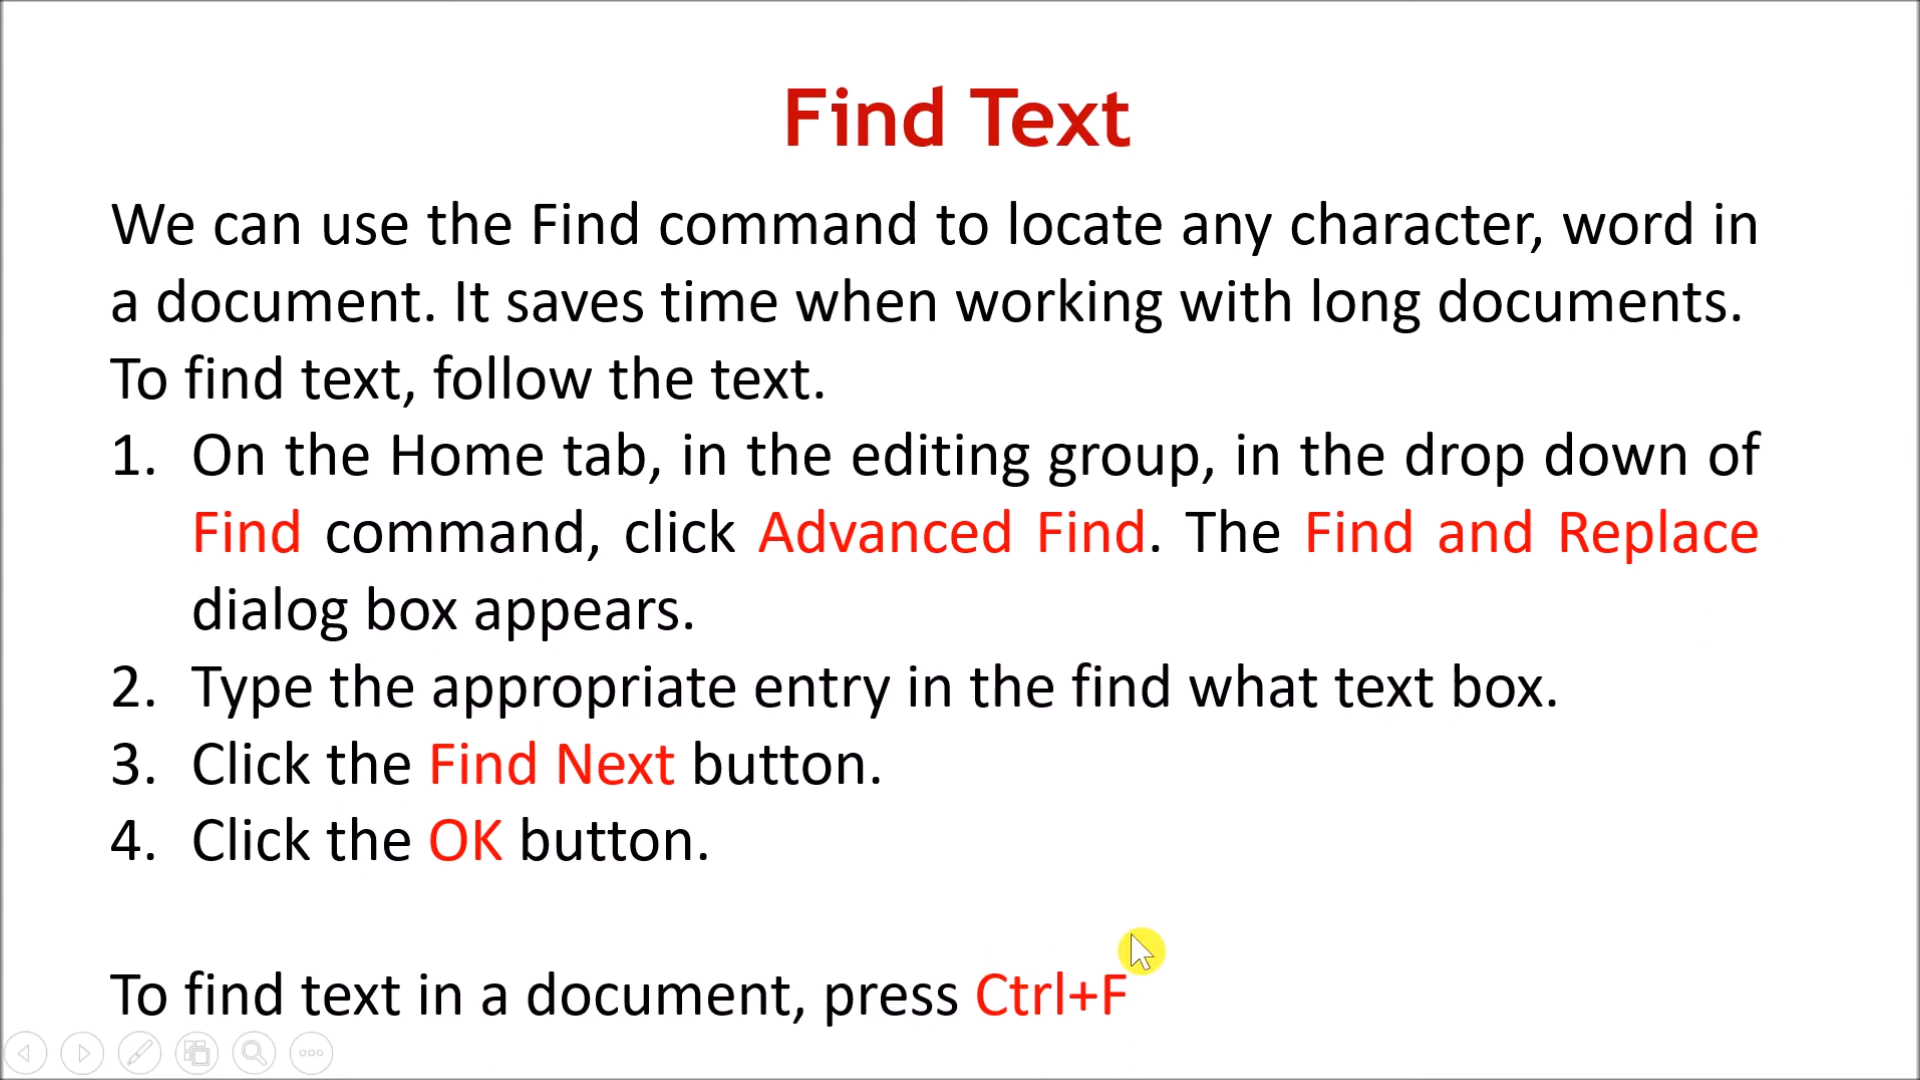 Find Text
We can use the Find command to locate any character, word in
a document. It saves time when working with long documents.
To find text, follow the text.
1. On the Home tab, in the editing group, in the drop down of
Find command, click Advanced Find. The Find and Replace
dialog box appears.
2. Type the appropriate entry in the find what text box.
3. Click the Find Next button.
4. Click the OK button.
To find text in a document, press Ctrl+F